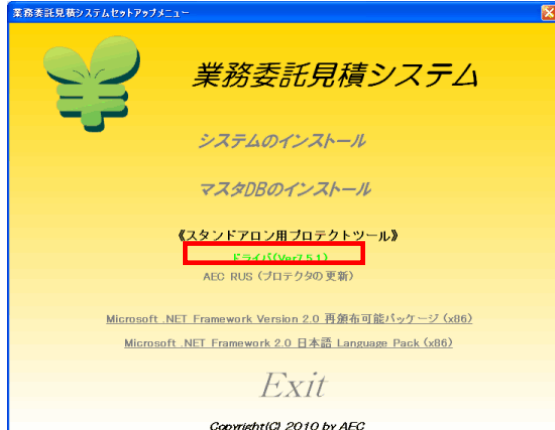 業務委託見積システムセットアップメニュー
業務委託見積システム
システムのインストール
マスタDBのインストール
《スタンドアロン用プロテクトツール》
ドライバ(Ver7.5.1)
AEC RUS (プロテクタの更新)
Microsoft .NET Framework Version 2.0 再頒布可能パッケージ (x86)
Microsoft .NET Framework 2.0 日本語 Language Pack (x86)
Exit
Copyright(C) 2010 by AEC